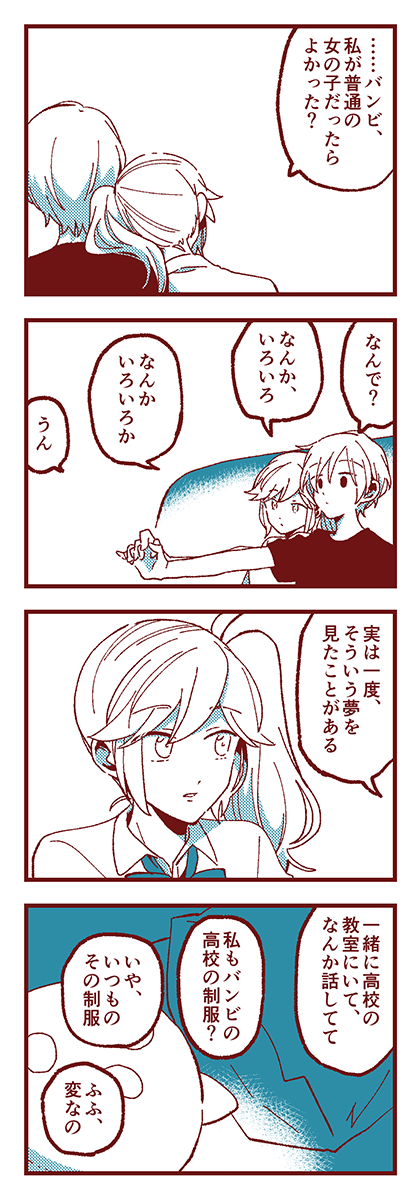 ……バンビ、
私が普通の
女の子だったら
よかった？
なんで？
なんか、
いろいろ
なんか
いろいろか
うん
実は一度、
そういう夢を
見たことがある
一緒に高校の
教室にいて、
なんか話してて
私もバンビの
高校の制服？
いや、
いつもの
その制服
ふふ、
変なの